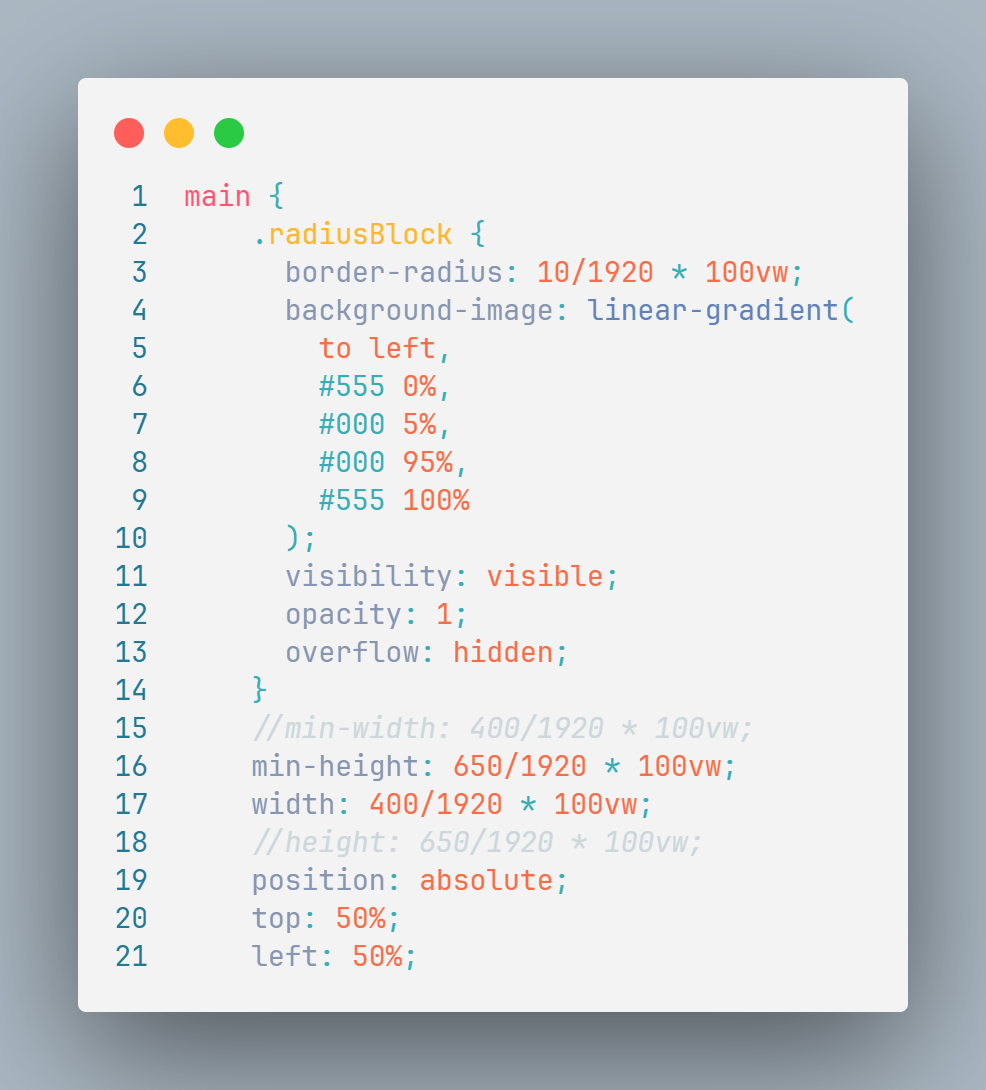 1 main {
2 .radiusBlock {
3 border-radius: 10/1920 * 100vw;
4 background-image: linear-gradient(
5 to left,
6 #555 0%,
7 #000 5%,
8 #000 95%,
9 #555 100%
10 );
11 visibility: visible;
12 opacity: 1;
13 overflow: hidden;
14 }
15 //min-width: 400/1920 * 100vw;
16 min-height: 650/1920 * 100vw;
17 width: 400/1920 * 100vw;
18 //height: 650/1920 * 100vw;
19 position: absolute;
20 top: 50%;
21 left: 50%;